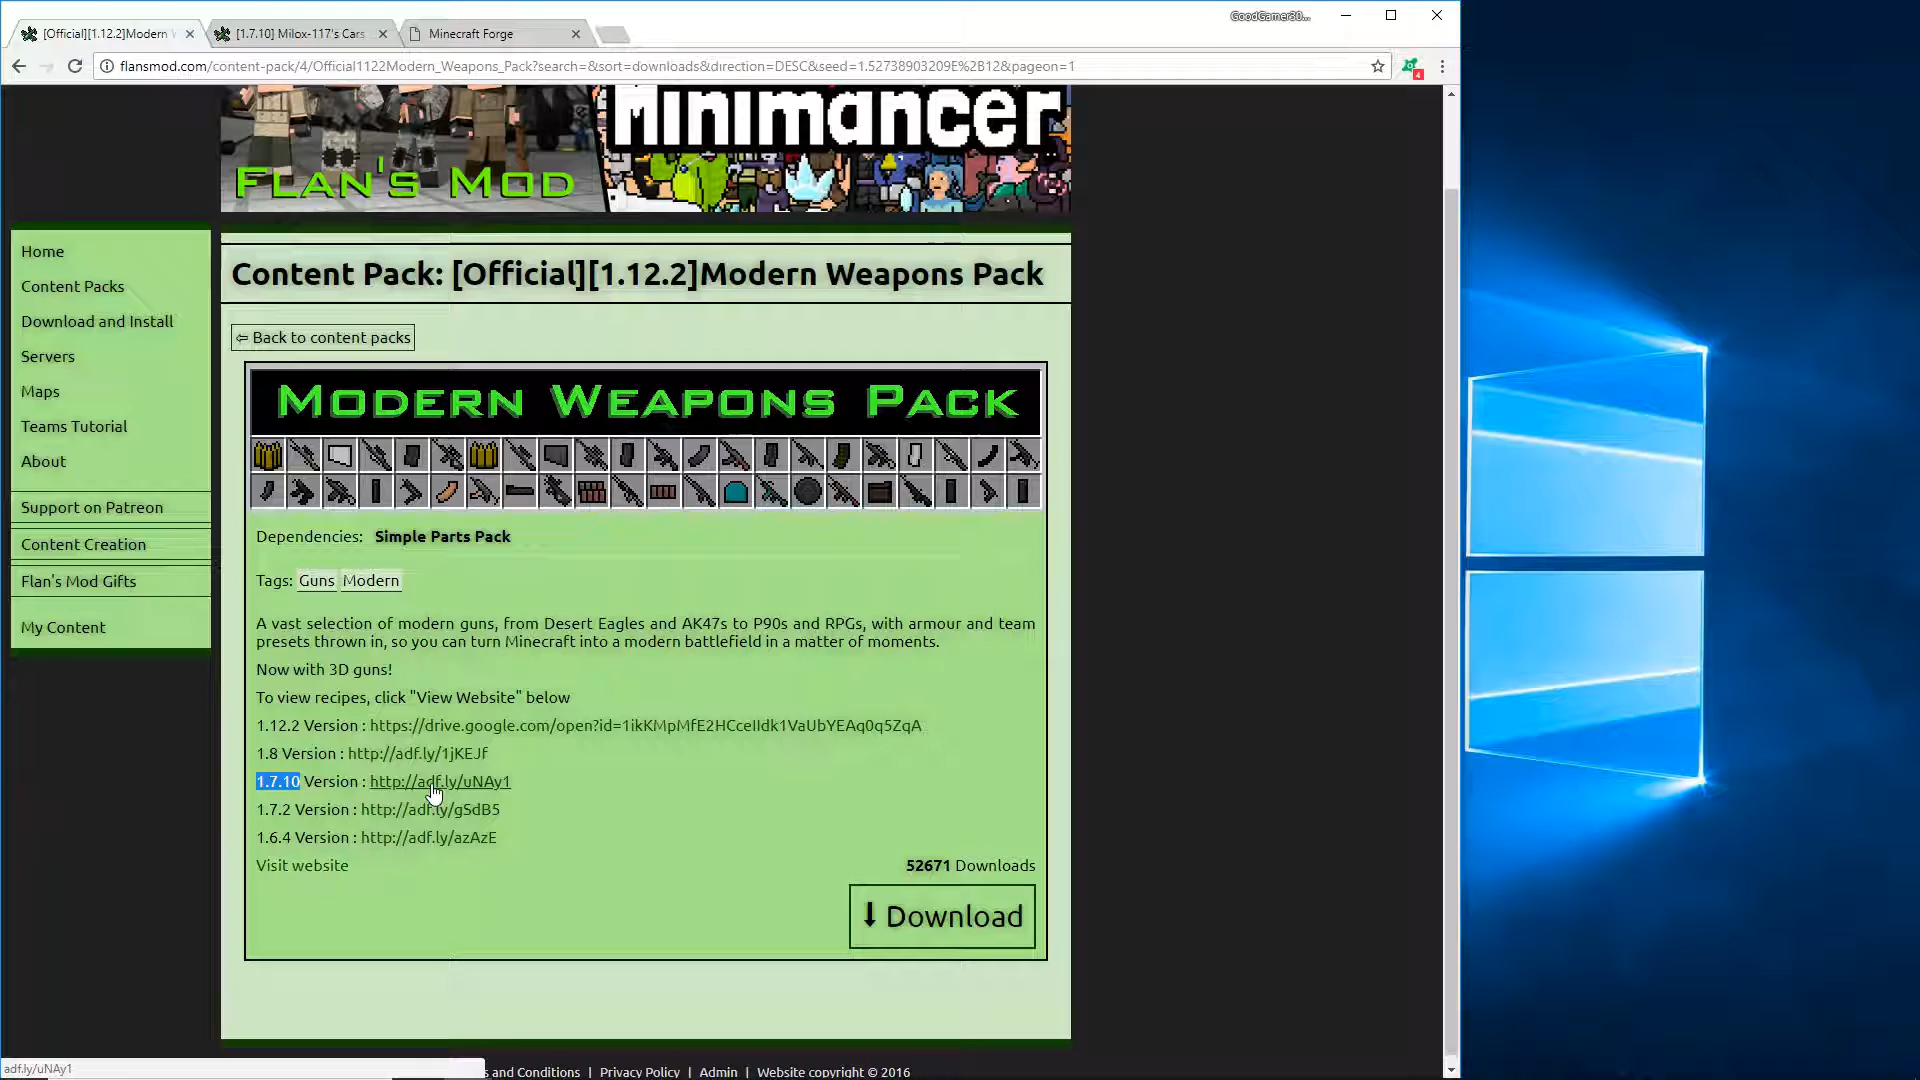 GoodGamer30...
[Official][1.12.2]Modern
[1.7.10] Milox-117's Cars
Minecraft Forge
flansmod.com/content-pack/4/Official1122Modern_Weapons_Pack?search=&sort=downloads&direction=DESC&seed=1.52738903209E%2B12&pageon=1
4
Minimancer
Flan's Mod
Home
Content Packs
Download and Install
Servers
Maps
Teams Tutorial
About
Support on Patreon
Content Creation
Flan's Mod Gifts
My Content
Content Pack: [Official][1.12.2]Modern Weapons Pack
⇦ Back to content packs
Modern Weapons Pack
Dependencies: Simple Parts Pack
Tags: Guns Modern
A vast selection of modern guns, from Desert Eagles and AK47s to P90s and RPGs, with armour and team
presets thrown in, so you can turn Minecraft into a modern battlefield in a matter of moments.
Now with 3D guns!
To view recipes, click "View Website" below
1.12.2 Version : https://drive.google.com/open?id=1ikKMpMfE2HCceIIdk1VaUbYEAq0q5ZgA
1.8 Version : http://adf.ly/1jKEJf
1.7.10 Version : http://adf.ly/uNAy1
1.7.2 Version : http://adf.ly/gSdB5
1.6.4 Version : http://adf.ly/azAzE
Visit website
52671 Downloads
⬇ Download
adf.ly/uNAy1
s and Conditions | Privacy Policy | Admin | Website copyright © 2016